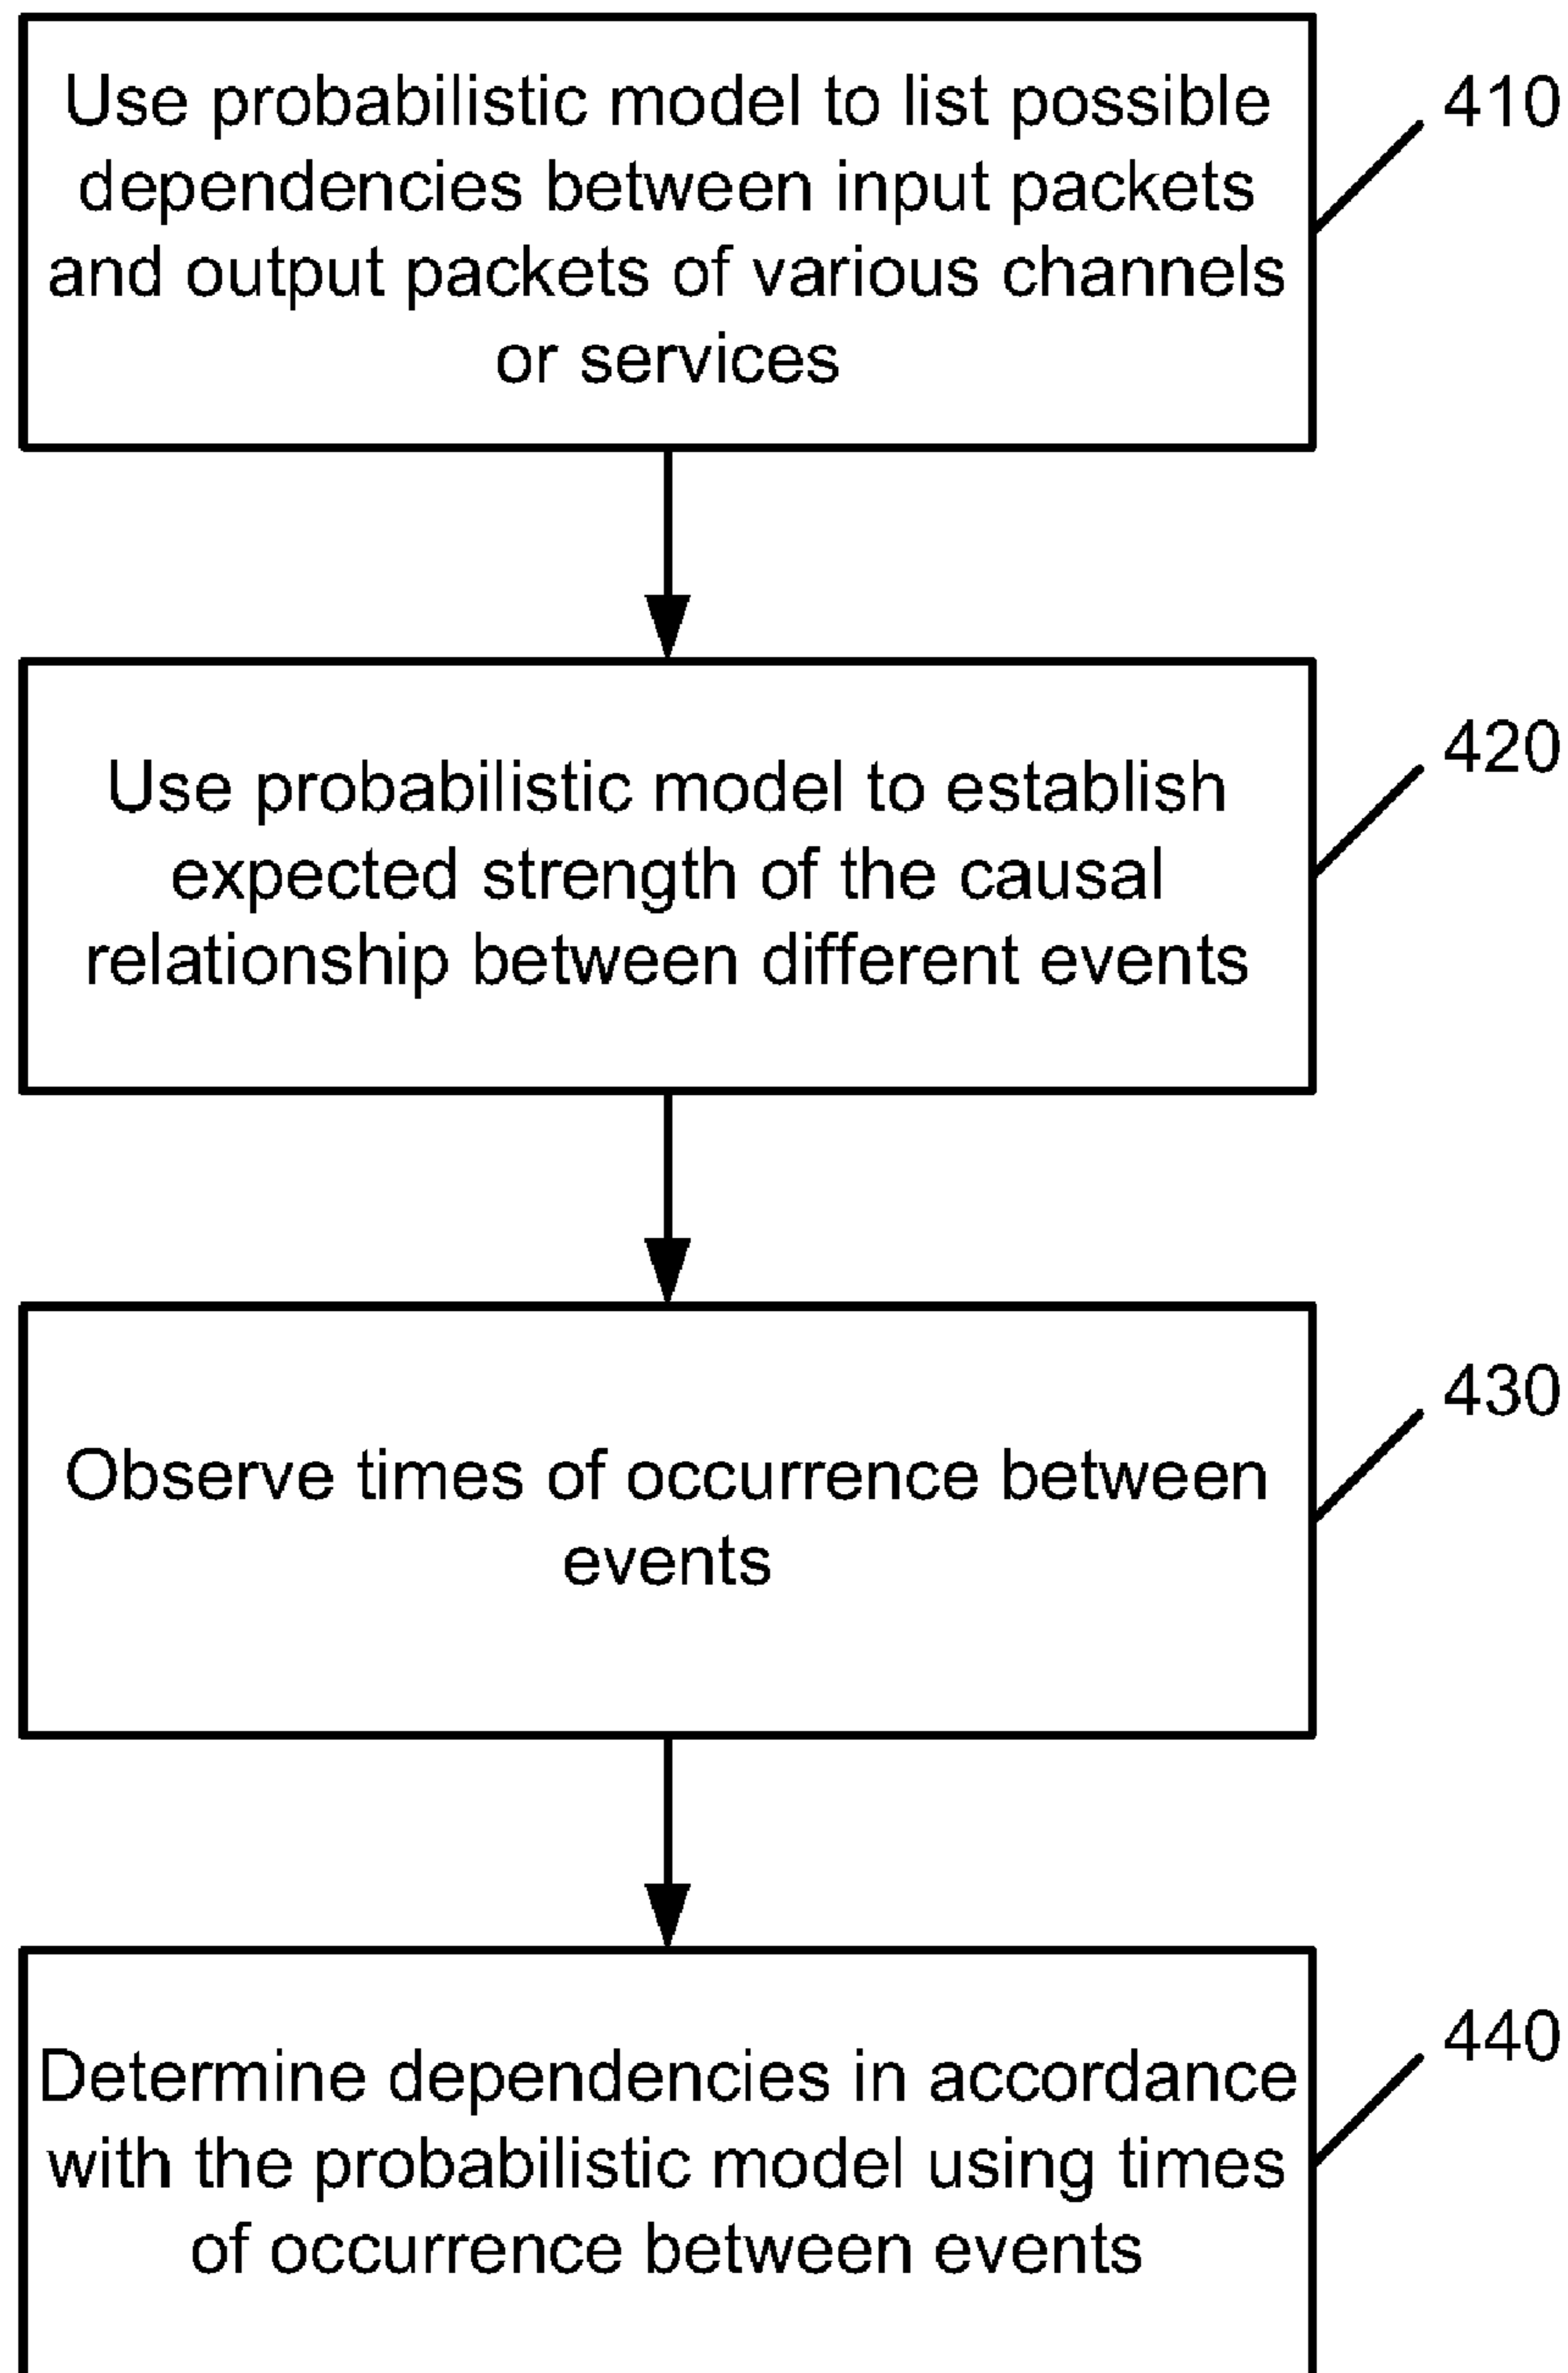 Use probabilistic model to list possible
dependencies between input packets
and output packets of various channels
or services
410
Use probabilistic model to establish
expected strength of the causal
relationship between different events
420
Observe times of occurrence between
events
430
Determine dependencies in accordance
with the probabilistic model using times
of occurrence between events
440